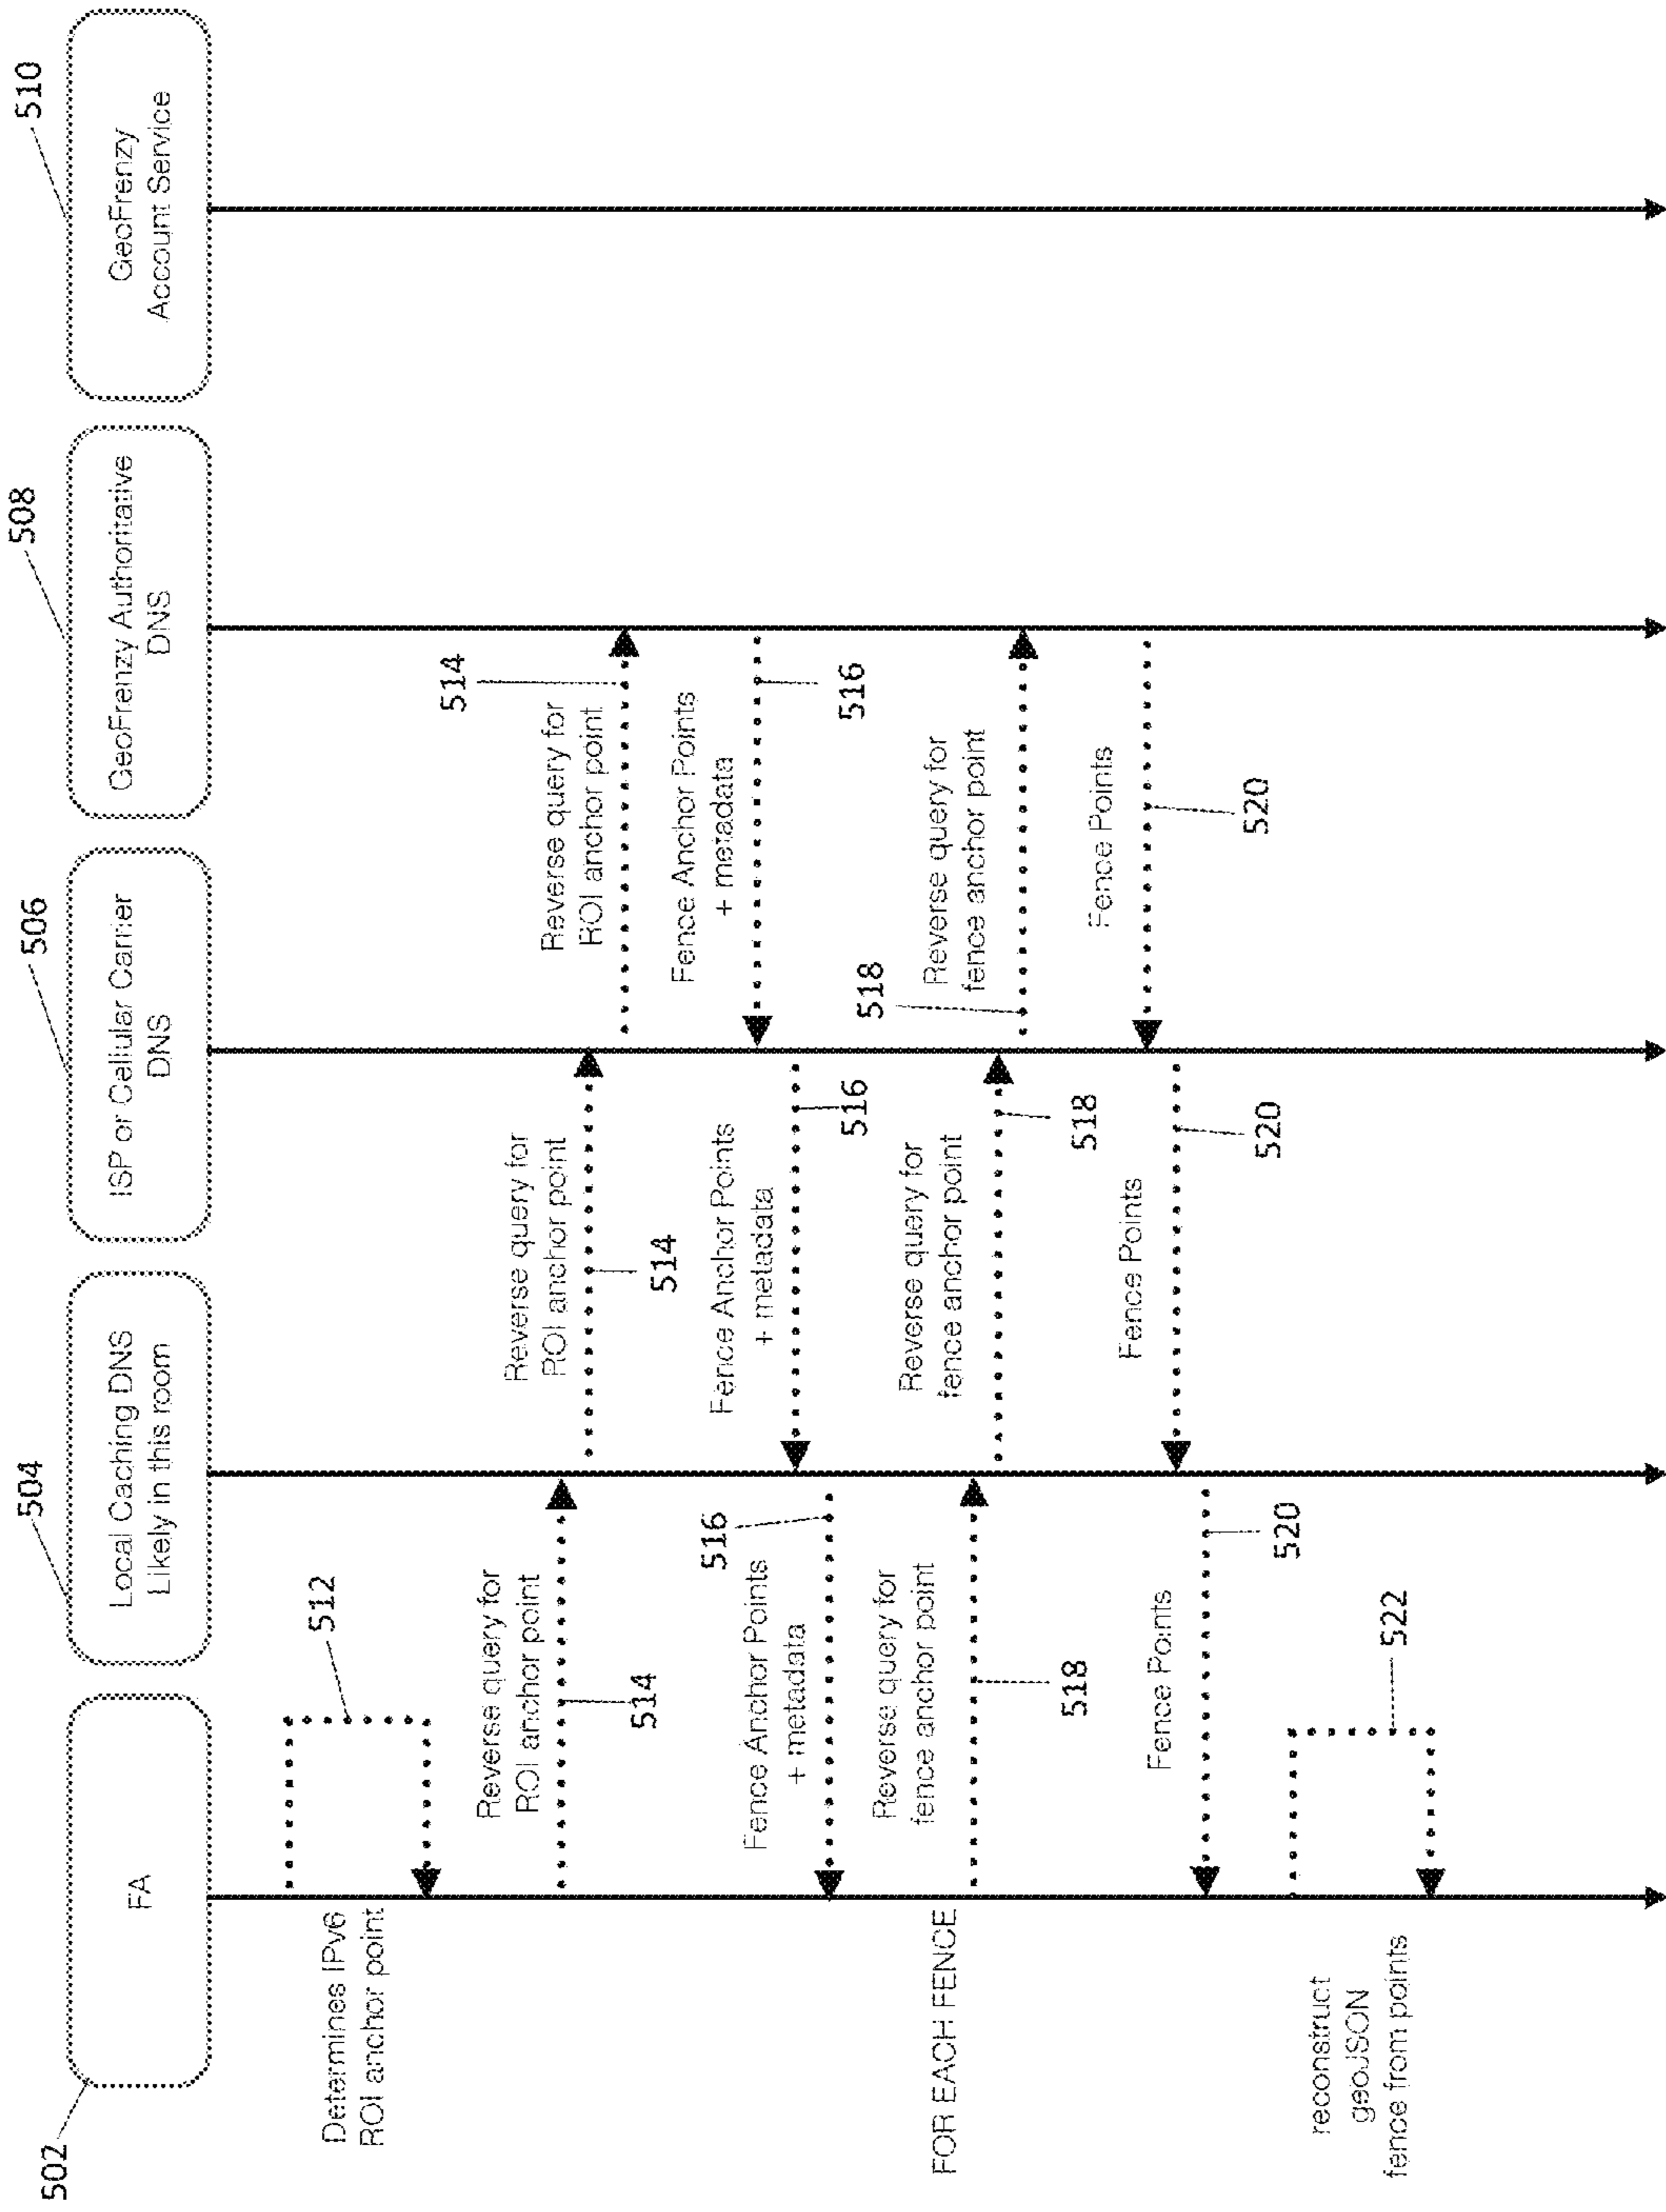 502
FA
504
Local Caching DNS
Likely in this room
506
ISP or Cellular Carrier
DNS
508
GeoFrenzy Authoritative
DNS
510
GeoFrenzy
Account Service
Determines IPv6
ROI anchor point
512
Reverse query for
ROI anchor point
514
Reverse query for
ROI anchor point
514
Reverse query for
ROI anchor point
514
Fence Anchor Points
+ metadata
516
Fence Anchor Points
+ metadata
516
Fence Anchor Points
+ metadata
516
FOR EACH FENCE
Reverse query for
fence anchor point
518
Reverse query for
fence anchor point
518
Reverse query for
fence anchor point
518
Fence Points
520
Fence Points
520
Fence Points
520
reconstruct
geoJSON
fence from points
522